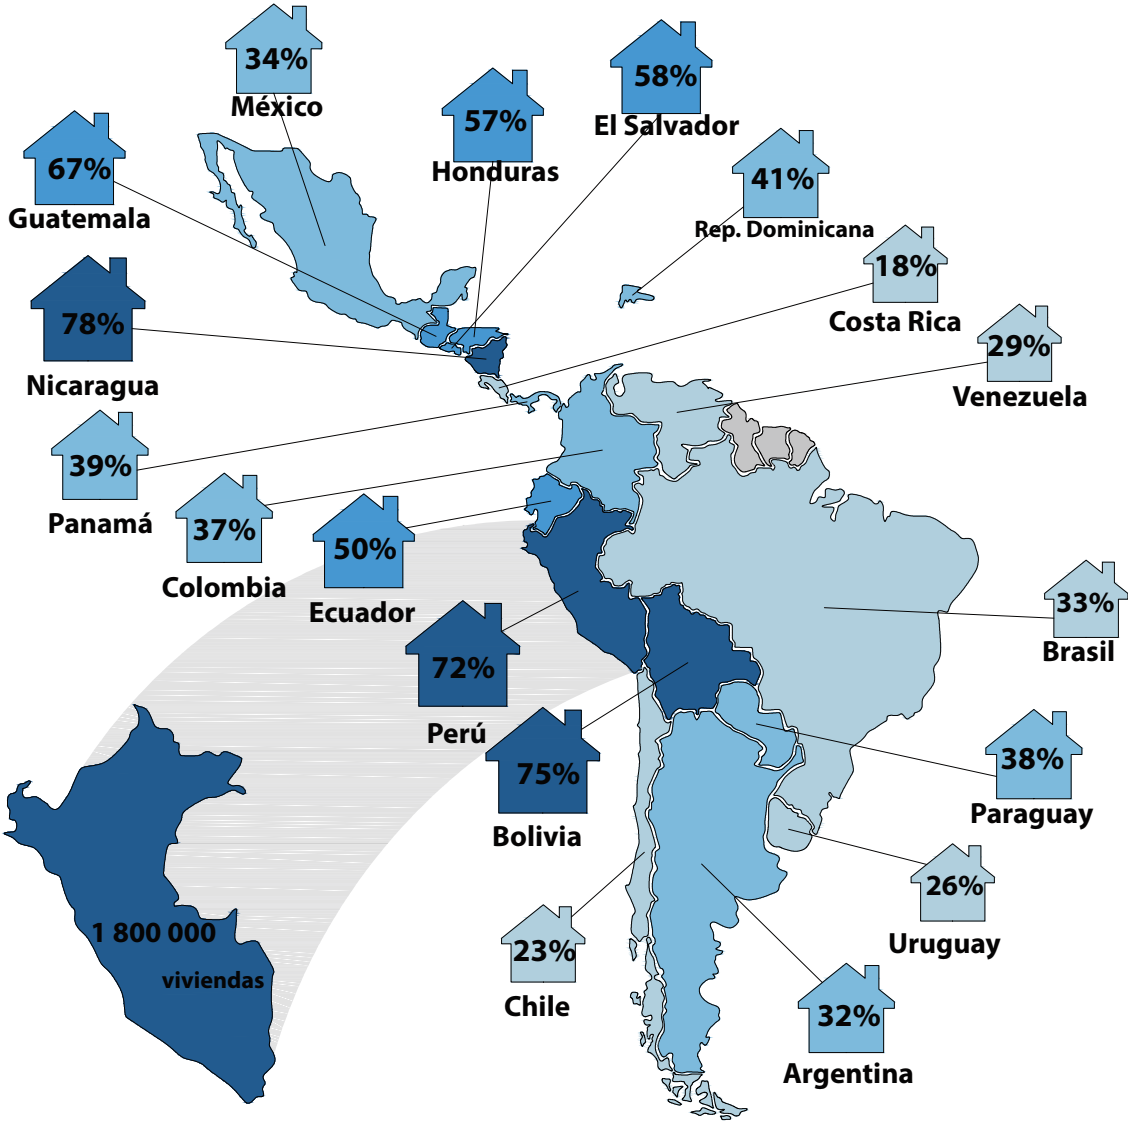 34%
México
58%
El Salvador
57%
Honduras
67%
Guatemala
41%
Rep. Dominicana
18%
Costa Rica
78%
Nicaragua
29%
Venezuela
39%
Panamá
37%
Colombia
50%
Ecuador
33%
Brasil
72%
Perú
75%
Bolivia
38%
Paraguay
26%
Uruguay
1 800 000
viviendas
23%
Chile
32%
Argentina